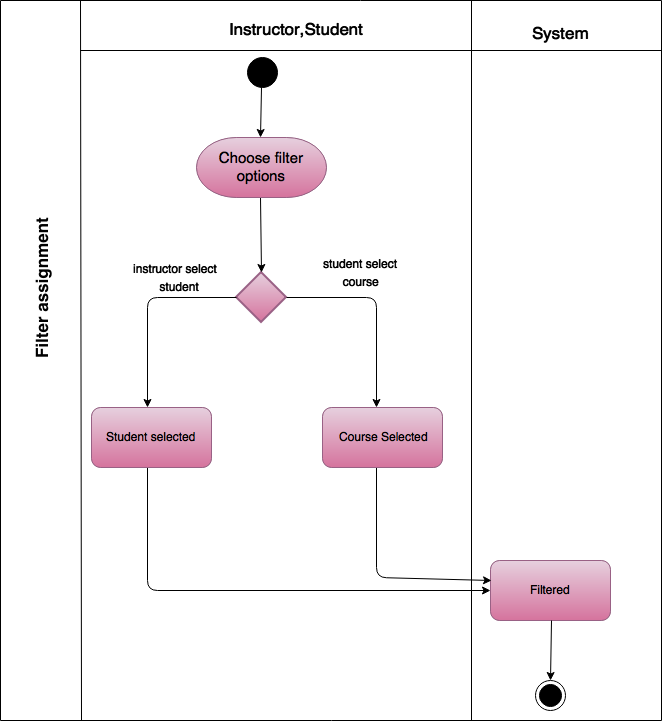 Instructor,Student
System
Filter assignment
Choose filter
options
instructor select
student
student select
course
Student selected
Course Selected
Filtered